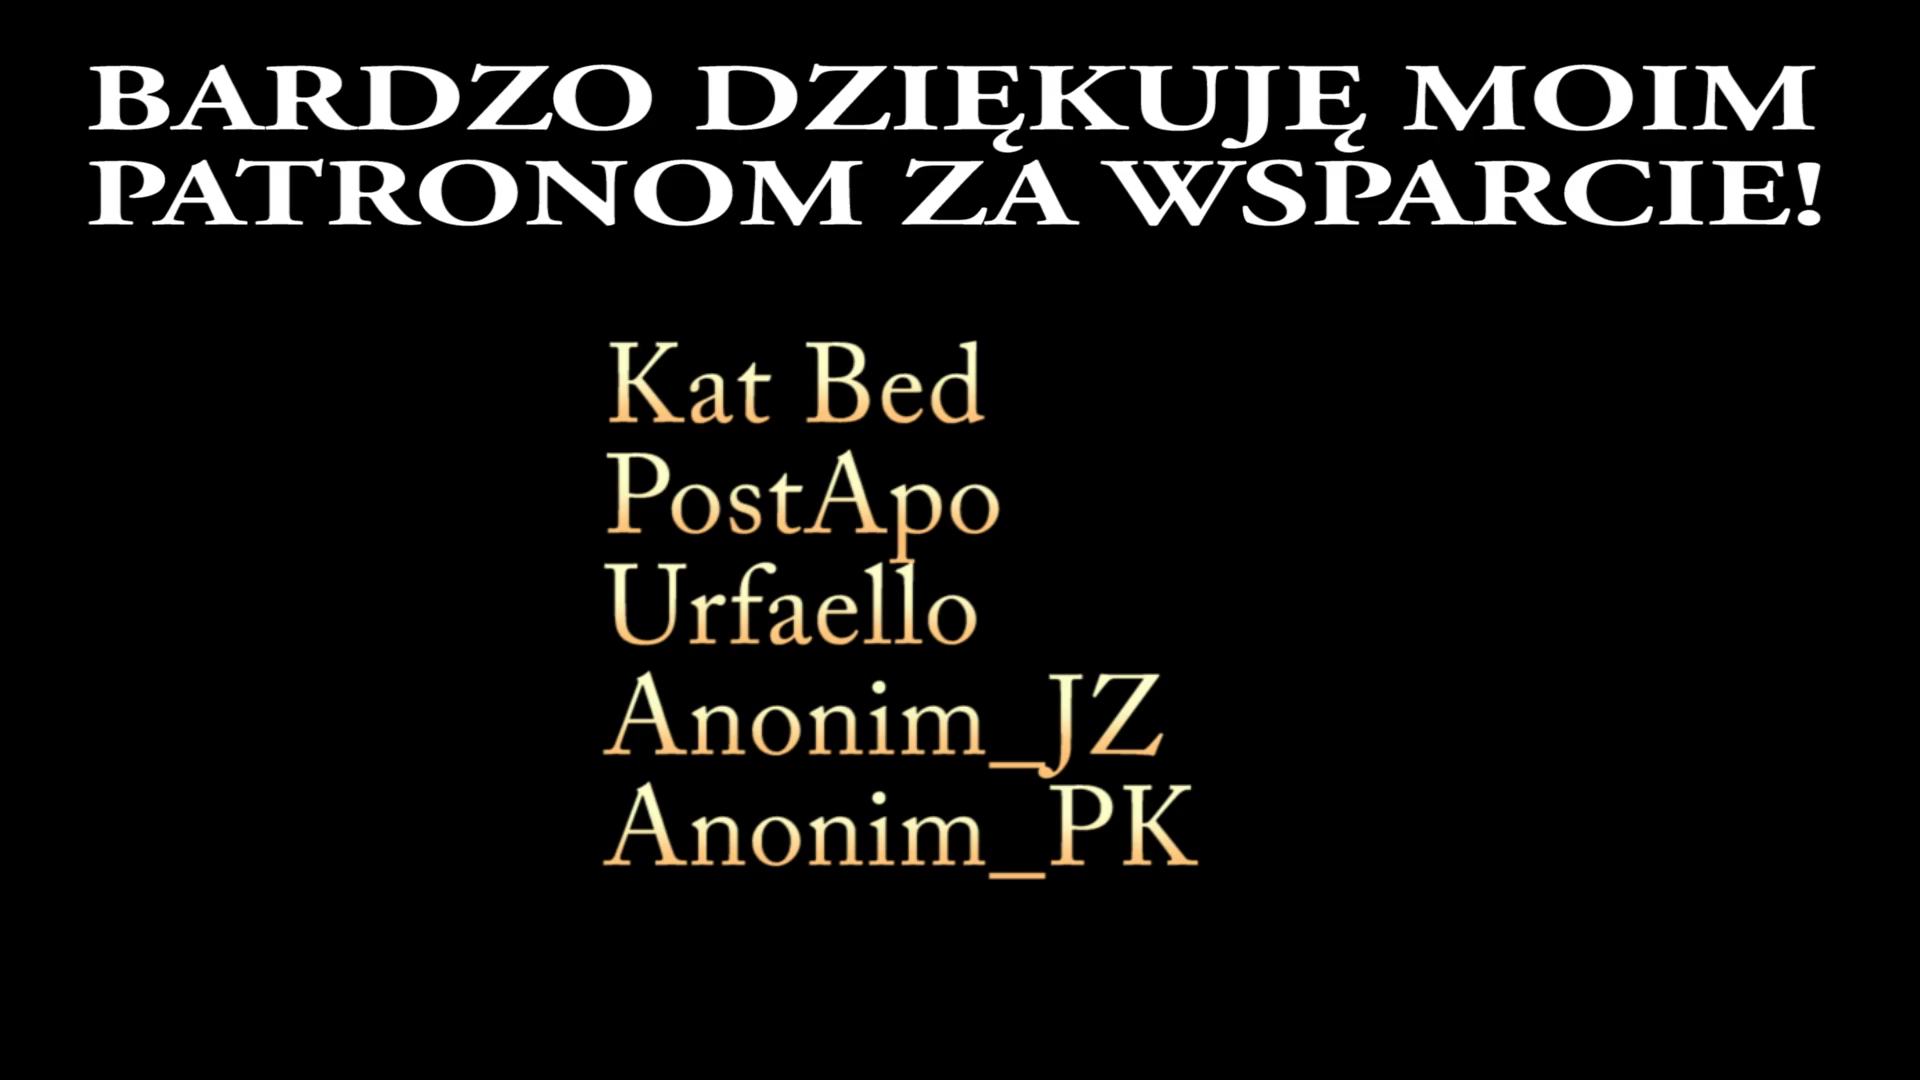 BARDZO DZIĘKUJĘ MOIM
PATRONOM ZA WSPARCIE!
Kat Bed
PostApo
Urfaello
Anonim_JZ
Anonim_PK